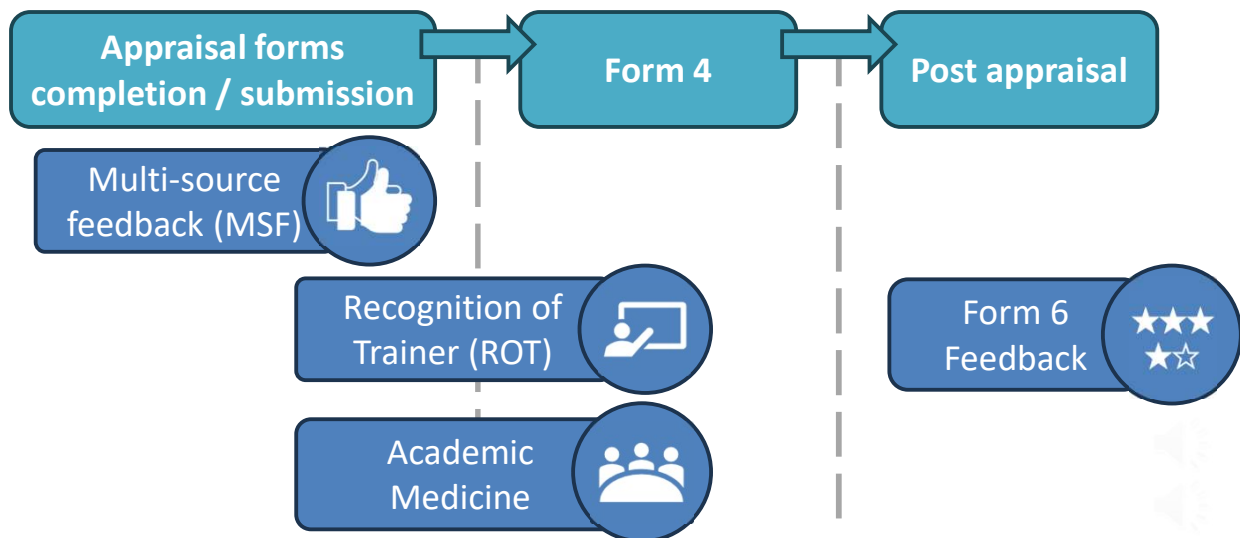 Appraisal forms
completion / submission
Form 4
Post appraisal
Multi-source
feedback (MSF)
Recognition of
Trainer (ROT)
Form 6
Feedback
Academic
Medicine